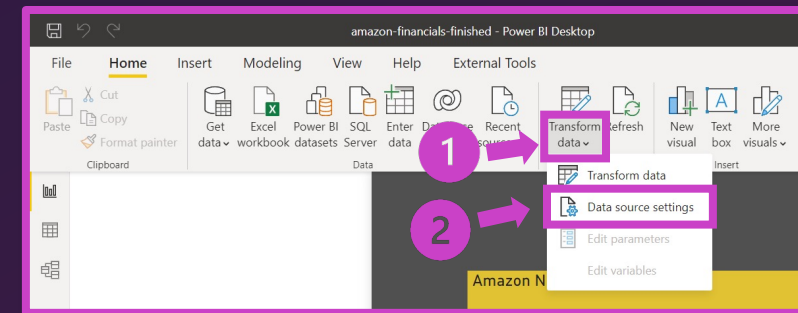 amazon-financials-finished - Power BI Desktop
File Home Insert Modeling View Help External Tools
Paste
Cut
Copy
Format painter
Clipboard
Get data
Excel workbook
Power BI datasets
SQL Server
Enter data
Recent
Data
Transform data
Refresh
New visual
Text box
More visuals
Insert
1
Transform data
2
Data source settings
Edit parameters
Edit variables
Amazon N